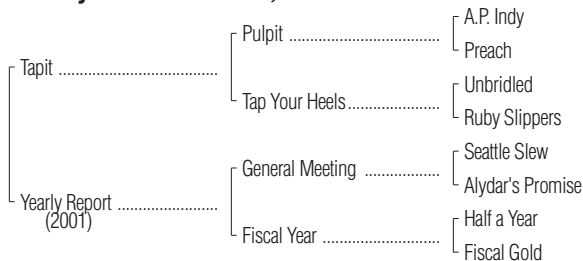 A.P. Indy
Pulpit ..........................................
Preach
Tapit ............................................
Unbridled
Tap Your Heels.........................
Ruby Slippers
Seattle Slew
General Meeting .....................
Alydar's Promise
Yearly Report ............................
(2001)
Half a Year
Fiscal Year ................................
Fiscal Gold